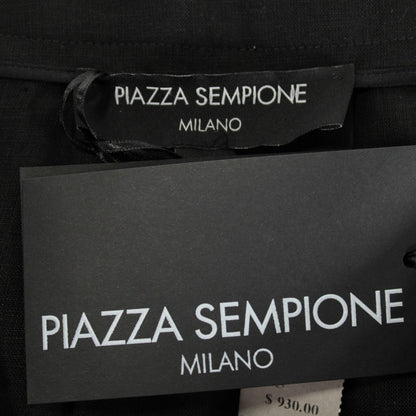 PIAZZA SEMPIONE
MILANO
PIAZZA SEMPIONE
MILANO
$ 930.00